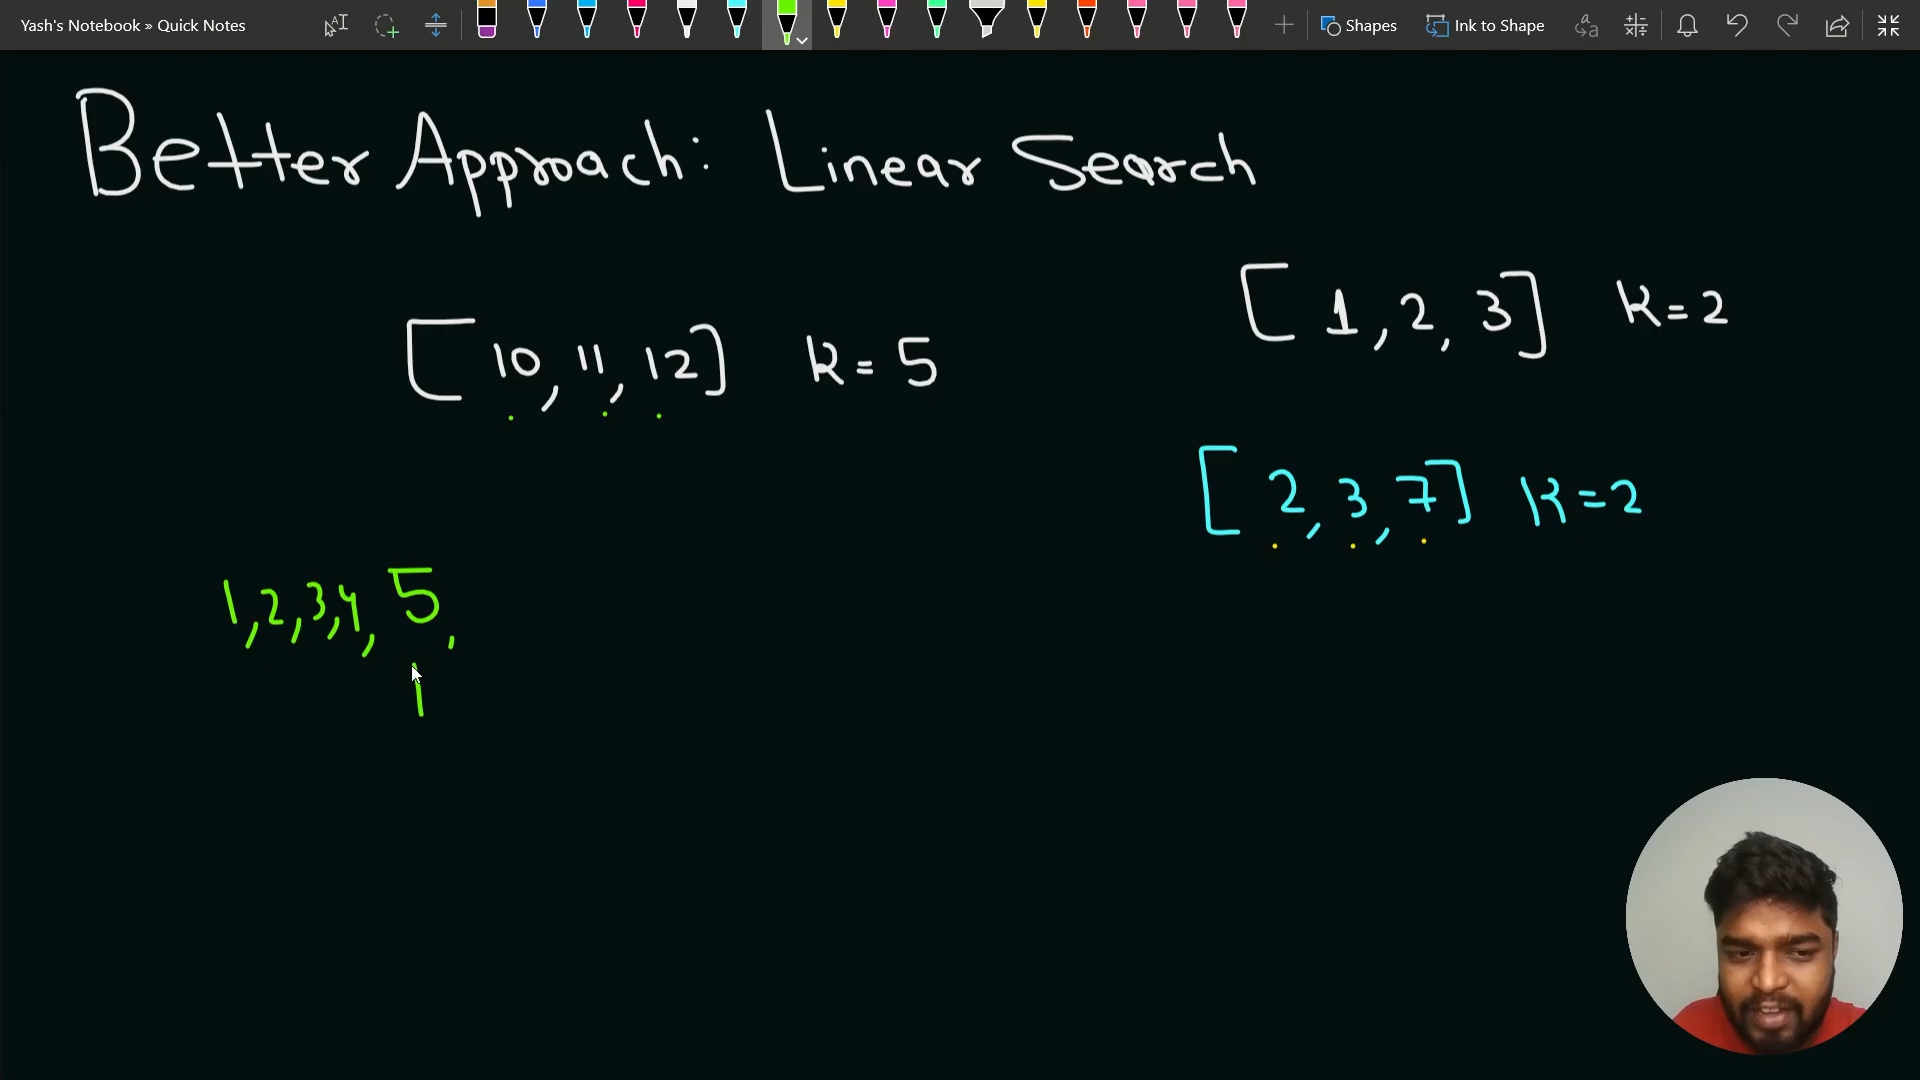 Yash's Notebook » Quick Notes
Shapes
Ink to Shape
Better Approach: Linear Search
[ 1, 2, 3] K=2
[ 10, 11, 12] K= 5
[ 2, 3, 7] K=2
1,2,3,4, 5,